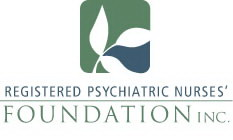 REGISTERED PSYCHIATRIC NURSES'
FOUNDATION INC.